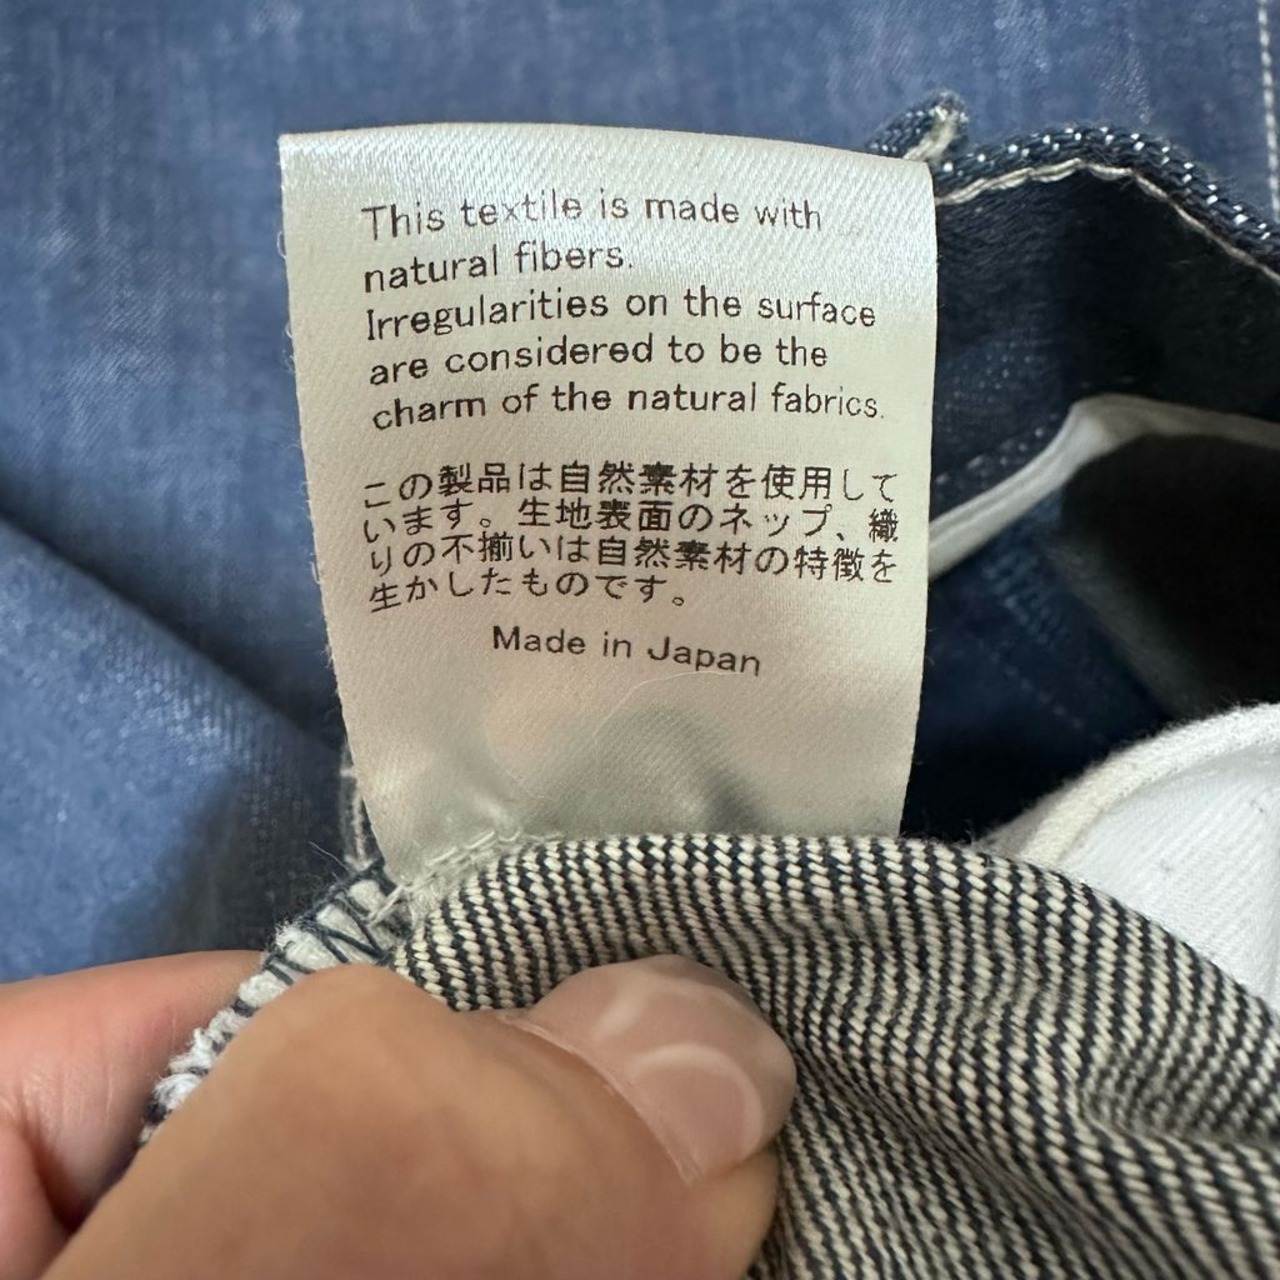 This textile is made with
natural fibers.
Irregularities on the surface
are considered to be the
charm of the natural fabrics.
この製品は自然素材を使用して
います。生地表面のネップ、織
りの不揃いは自然素材の特徴を
生かしたものです。
Made in Japan